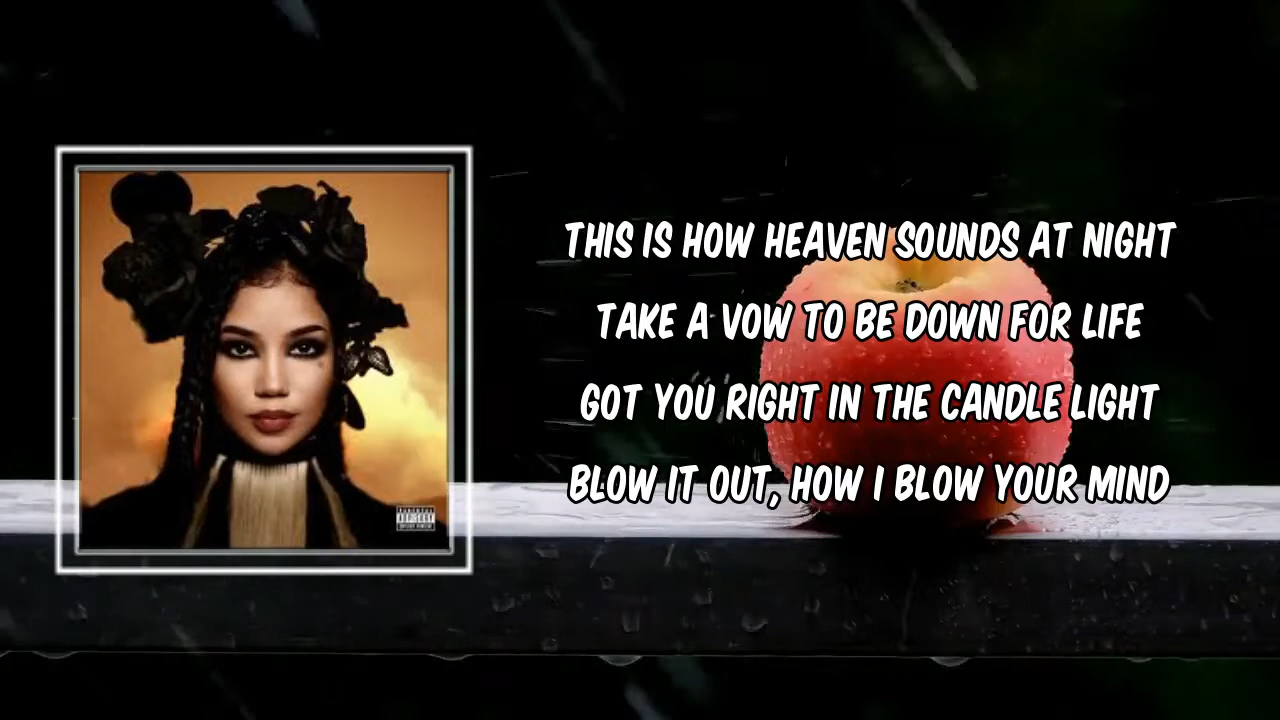 THIS IS HOW HEAVEN SOUNDS AT NIGHT
TAKE A VOW TO BE DOWN FOR LIFE
GOT YOU RIGHT IN THE CANDLE LIGHT
BLOW IT OUT, HOW I BLOW YOUR MIND